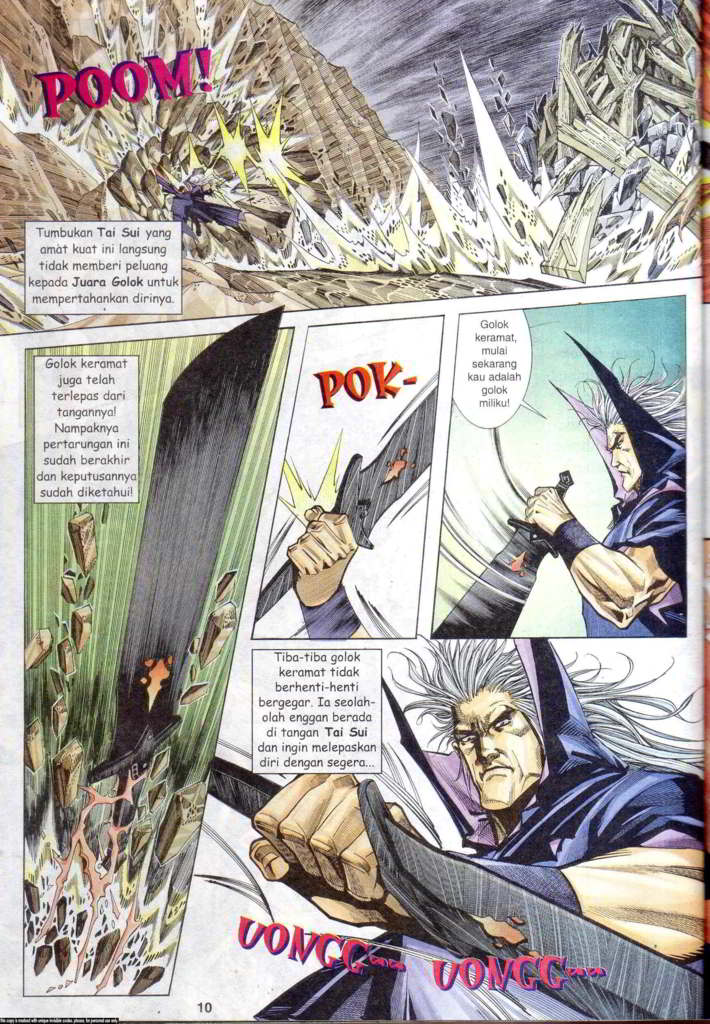 POOM!
Tumbukan Tai Sui yang
amat kuat ini langsung
tidak memberi peluang
kepada Juara Golok untuk
mempertahankan dirinya.
Golok keramat
juga telah
terlepas dari
tangannya!
Nampaknya
pertarungan ini
sudah berakhir
dan keputusannya
sudah diketahui!
POK-
Golok
keramat,
mulai
sekarang
kau adalah
golok
miliku!
Tiba-tiba golok
keramat tidak
berhenti-henti
bergegar. Ia seolah-
olah enggan berada
di tangan Tai Sui
dan ingin melepaskan
diri dengan segera...
UONGG--- UONGG---
10